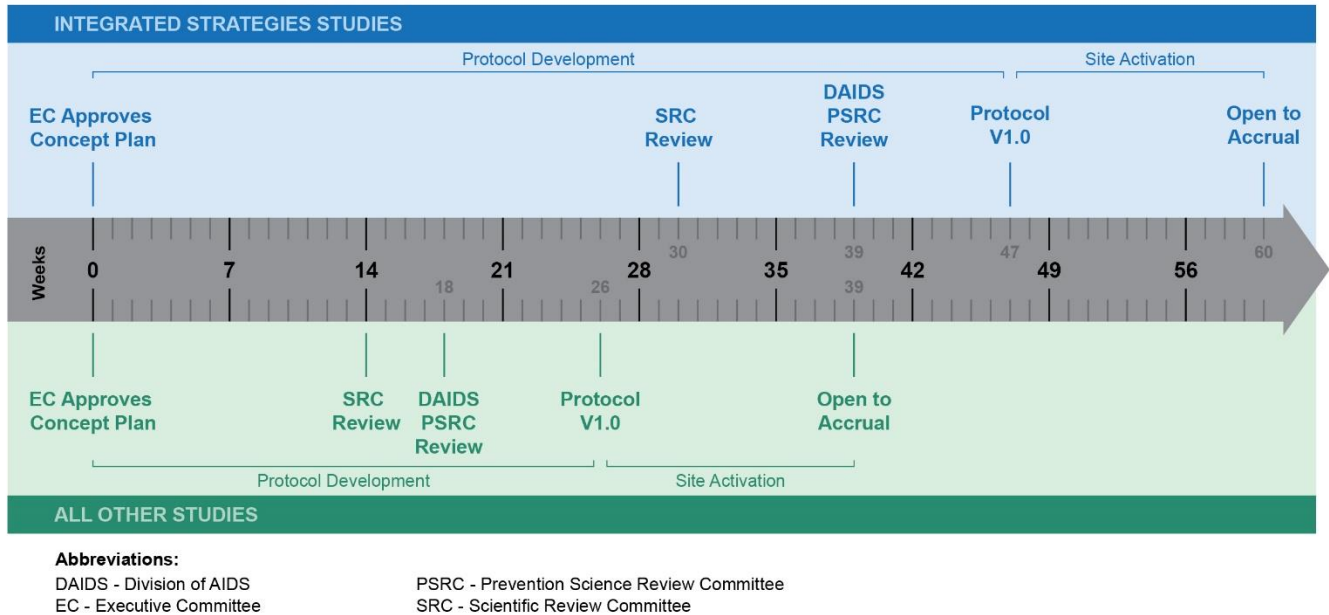 INTEGRATED STRATEGIES STUDIES
Protocol Development
Site Activation
EC Approves
Concept Plan
SRC
Review
DAIDS
PSRC
Review
Protocol
V1.0
Open to
Accrual
30
39
47
60
Weeks
0
7
14
21
28
35
42
49
56
18
26
39
EC Approves
Concept Plan
SRC
Review
DAIDS
PSRC
Review
Protocol
V1.0
Open to
Accrual
Protocol Development
Site Activation
ALL OTHER STUDIES
Abbreviations:
DAIDS - Division of AIDS
PSRC - Prevention Science Review Committee
EC - Executive Committee
SRC - Scientific Review Committee